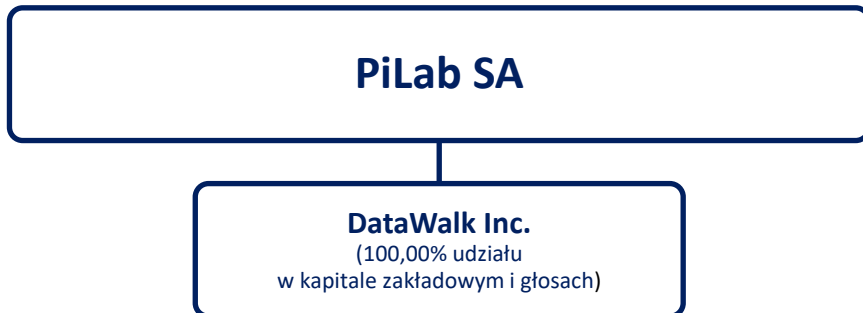 PiLab SA
DataWalk Inc.
(100,00% udziału
w kapitale zakładowym i głosach)